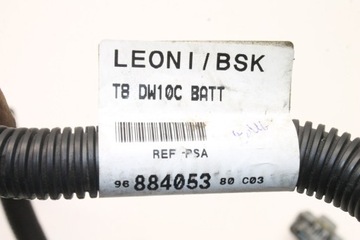 LEONI/BSK
T8 DW10C BATT
REF PSA
96 884053 80 C03